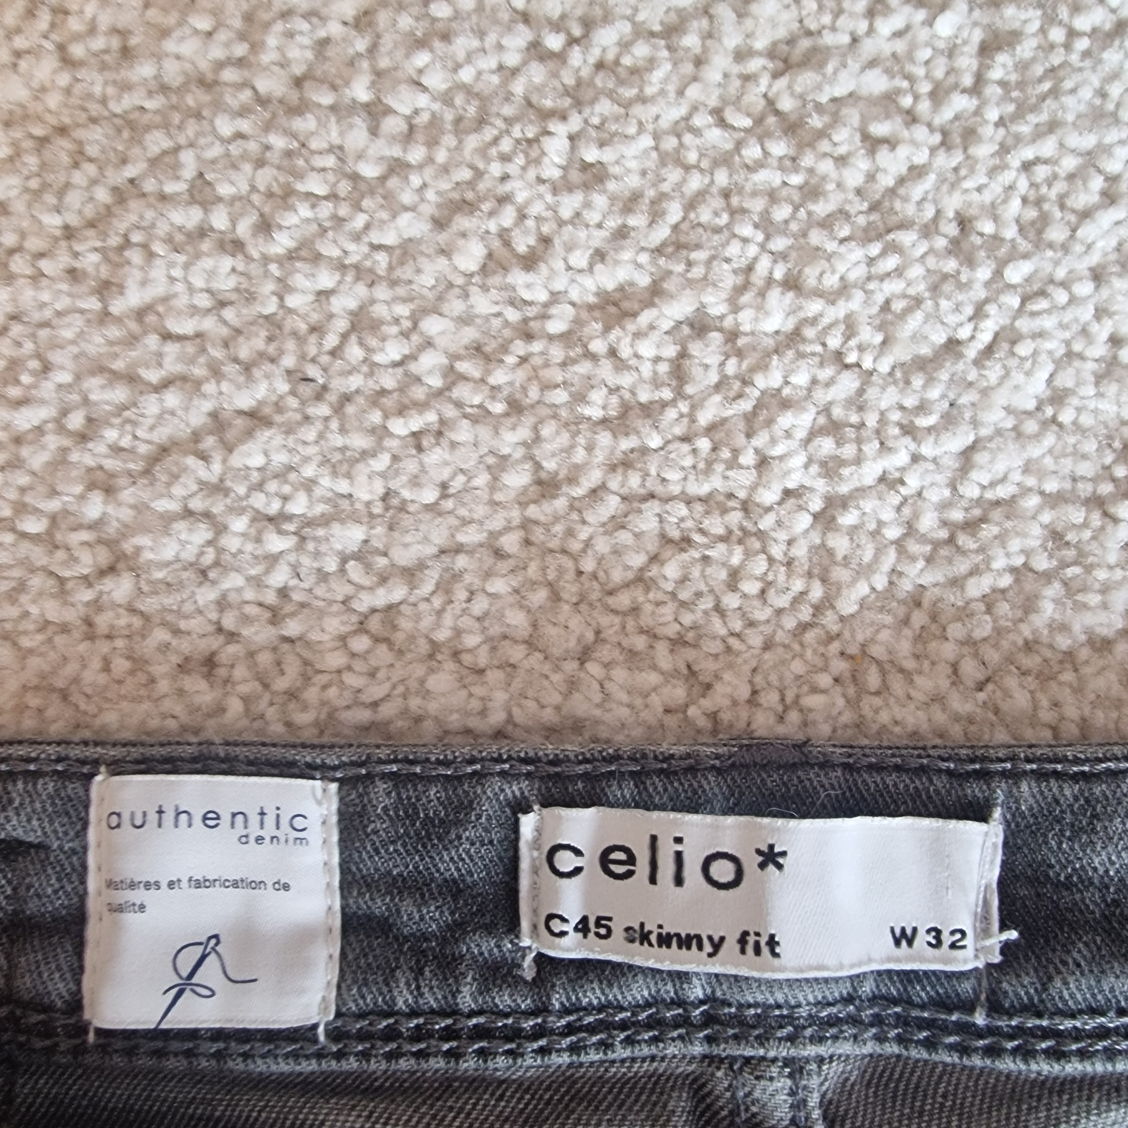 authentic
denim
Matières et fabrication de
qualité
celio*
C45 skinny fit W32